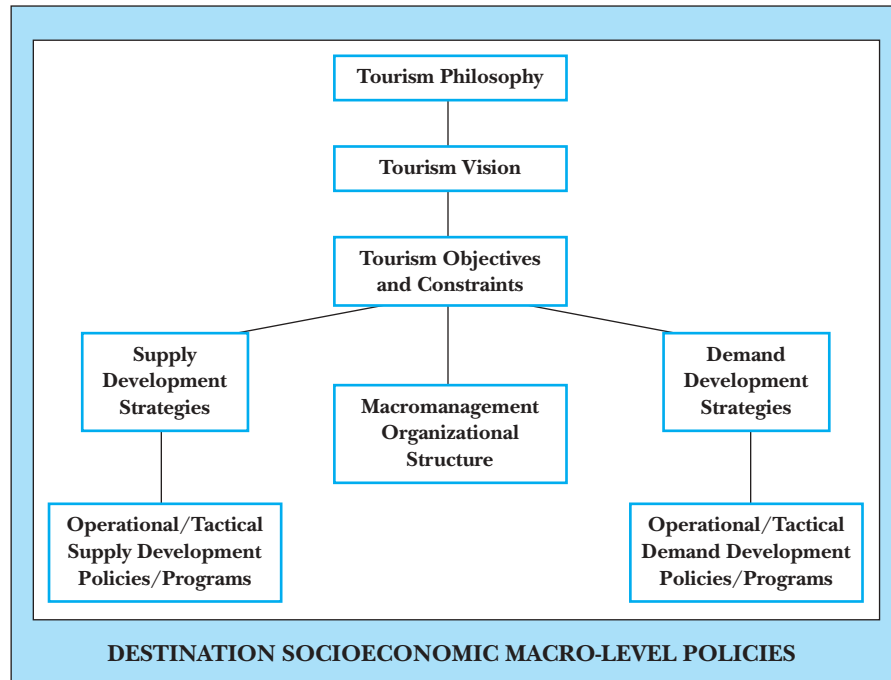 Tourism Philosophy
Tourism Vision
Tourism Objectives
and Constraints
Supply
Development
Strategies
Macromanagement
Organizational
Structure
Demand
Development
Strategies
Operational/Tactical
Supply Development
Policies/Programs
Operational/Tactical
Demand Development
Policies/Programs
DESTINATION SOCIOECONOMIC MACRO-LEVEL POLICIES